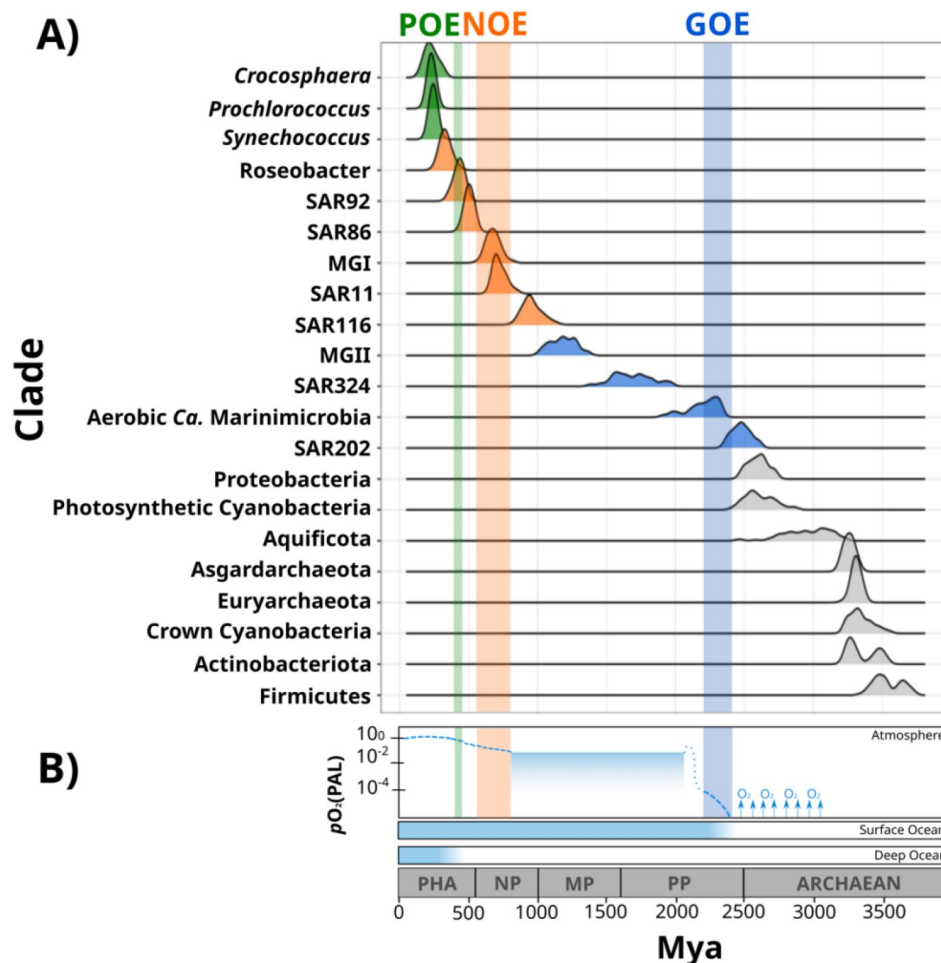 A)
POE NOE GOE
Clade
Crocosphaera
Prochlorococcus
Synechococcus
Roseobacter
SAR92
SAR86
MGI
SAR11
SAR116
MGII
SAR324
Aerobic Ca. Marinimicrobia
SAR202
Proteobacteria
Photosynthetic Cyanobacteria
Aquificota
Asgardarchaeota
Euryarchaeota
Crown Cyanobacteria
Actinobacteriota
Firmicutes
B)
pO₂(PAL)
10⁰
10⁻²
10⁻⁴
Atmosphere
O₂ O₂ O₂ O₂
Surface Ocean
Deep Ocean
PHA NP MP PP ARCHAEAN
0 500 1000 1500 2000 2500 3000 3500
Mya